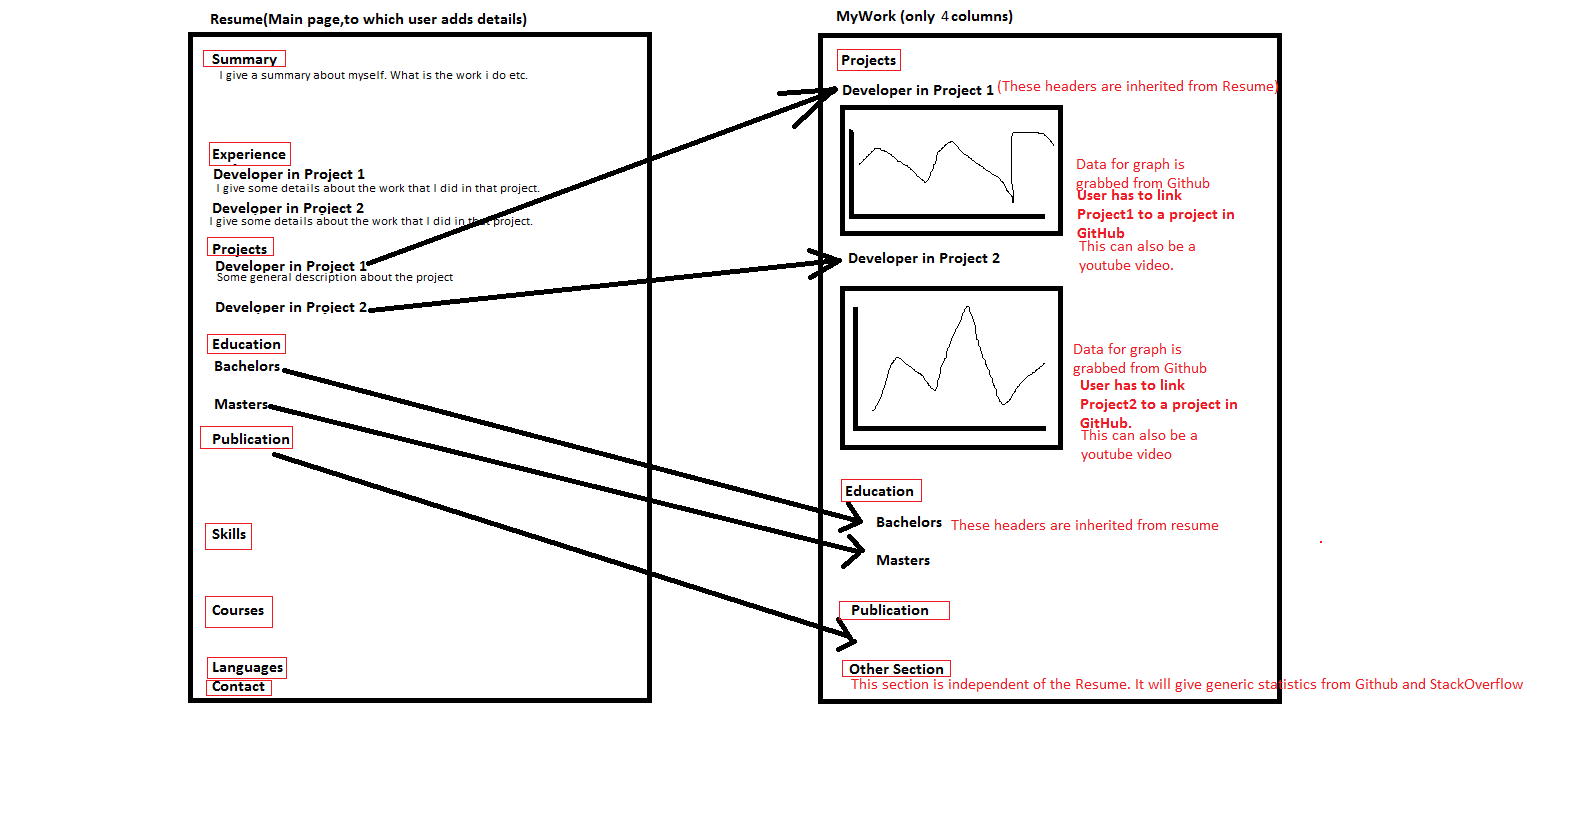 Resume(Main page,to which user adds details)
Summary
I give a summary about myself. What is the work i do etc.
Experience
Developer in Project 1
I give some details about the work that I did in that project.
Developer in Project 2
I give some details about the work that I did in that project.
Projects
Developer in Project 1
Some general description about the project
Developer in Project 2
Education
Bachelors
Masters
Publication
Skills
Courses
Languages
Contact
MyWork (only 4 columns)
Projects
Developer in Project 1 (These headers are inherited from Resume)
Data for graph is
grabbed from Github
User has to link
Project1 to a project in
GitHub
This can also be a
youtube video.
Developer in Project 2
Data for graph is
grabbed from Github
User has to link
Project2 to a project in
GitHub.
This can also be a
youtube video
Education
Bachelors These headers are inherited from resume
Masters
Publication
Other Section
This section is independent of the Resume. It will give generic statistics from Github and StackOverflow